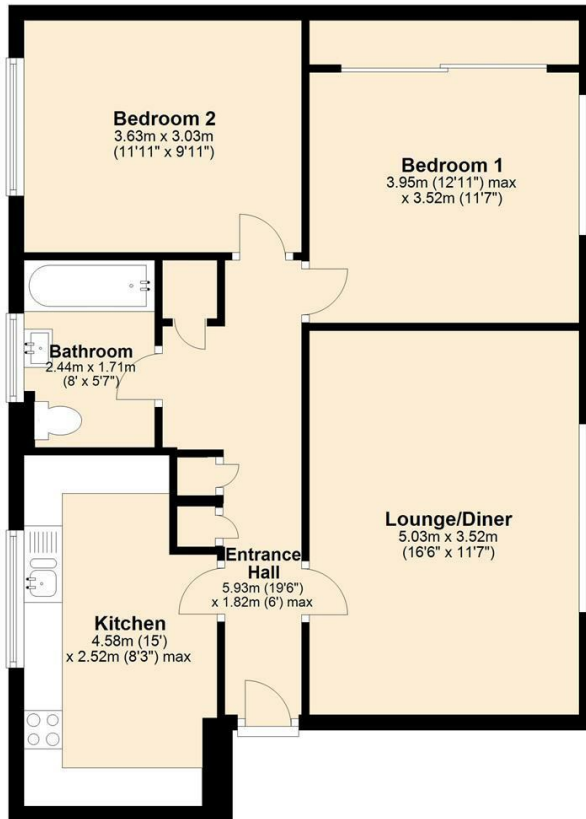 Bedroom 2
3.63m x 3.03m
(11'11" x 9'11")
Bedroom 1
3.95m (12'11") max
x 3.52m (11'7")
Bathroom
2.44m x 1.71m
(8' x 5'7")
Lounge/Diner
5.03m x 3.52m
(16'6" x 11'7")
Entrance
Hall
5.93m (19'6")
x 1.82m (6') max
Kitchen
4.58m (15')
x 2.52m (8'3") max